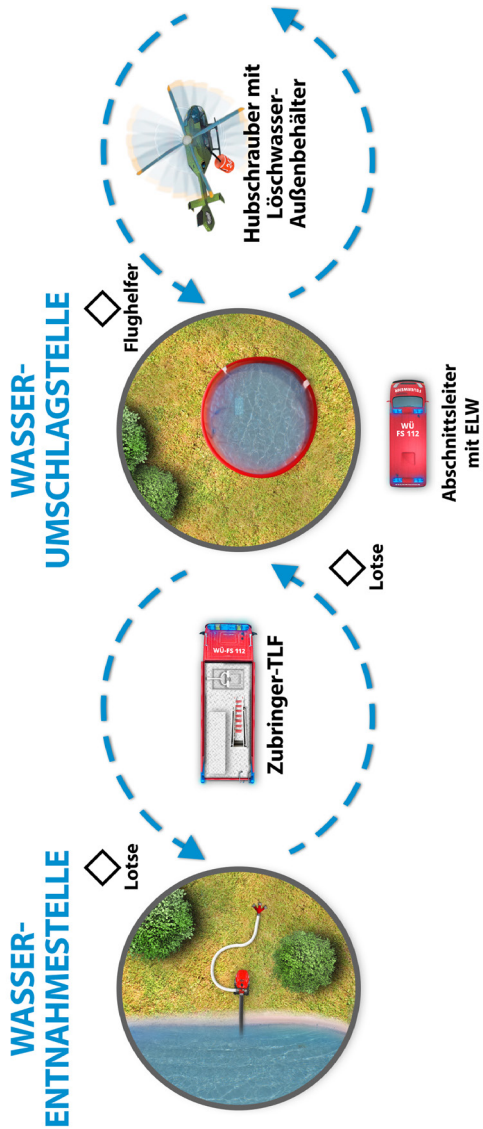 WASSER-
ENTNAHMESTELLE
Lotse
Zubringer-TLF
WÜ-FS 112
WASSER-
UMSCHLAGSTELLE
Lotse
Flughelfer
WÜ
FS 112
Abschnittsleiter
mit ELW
Hubschrauber mit
Löschwasser-
Außenbehälter